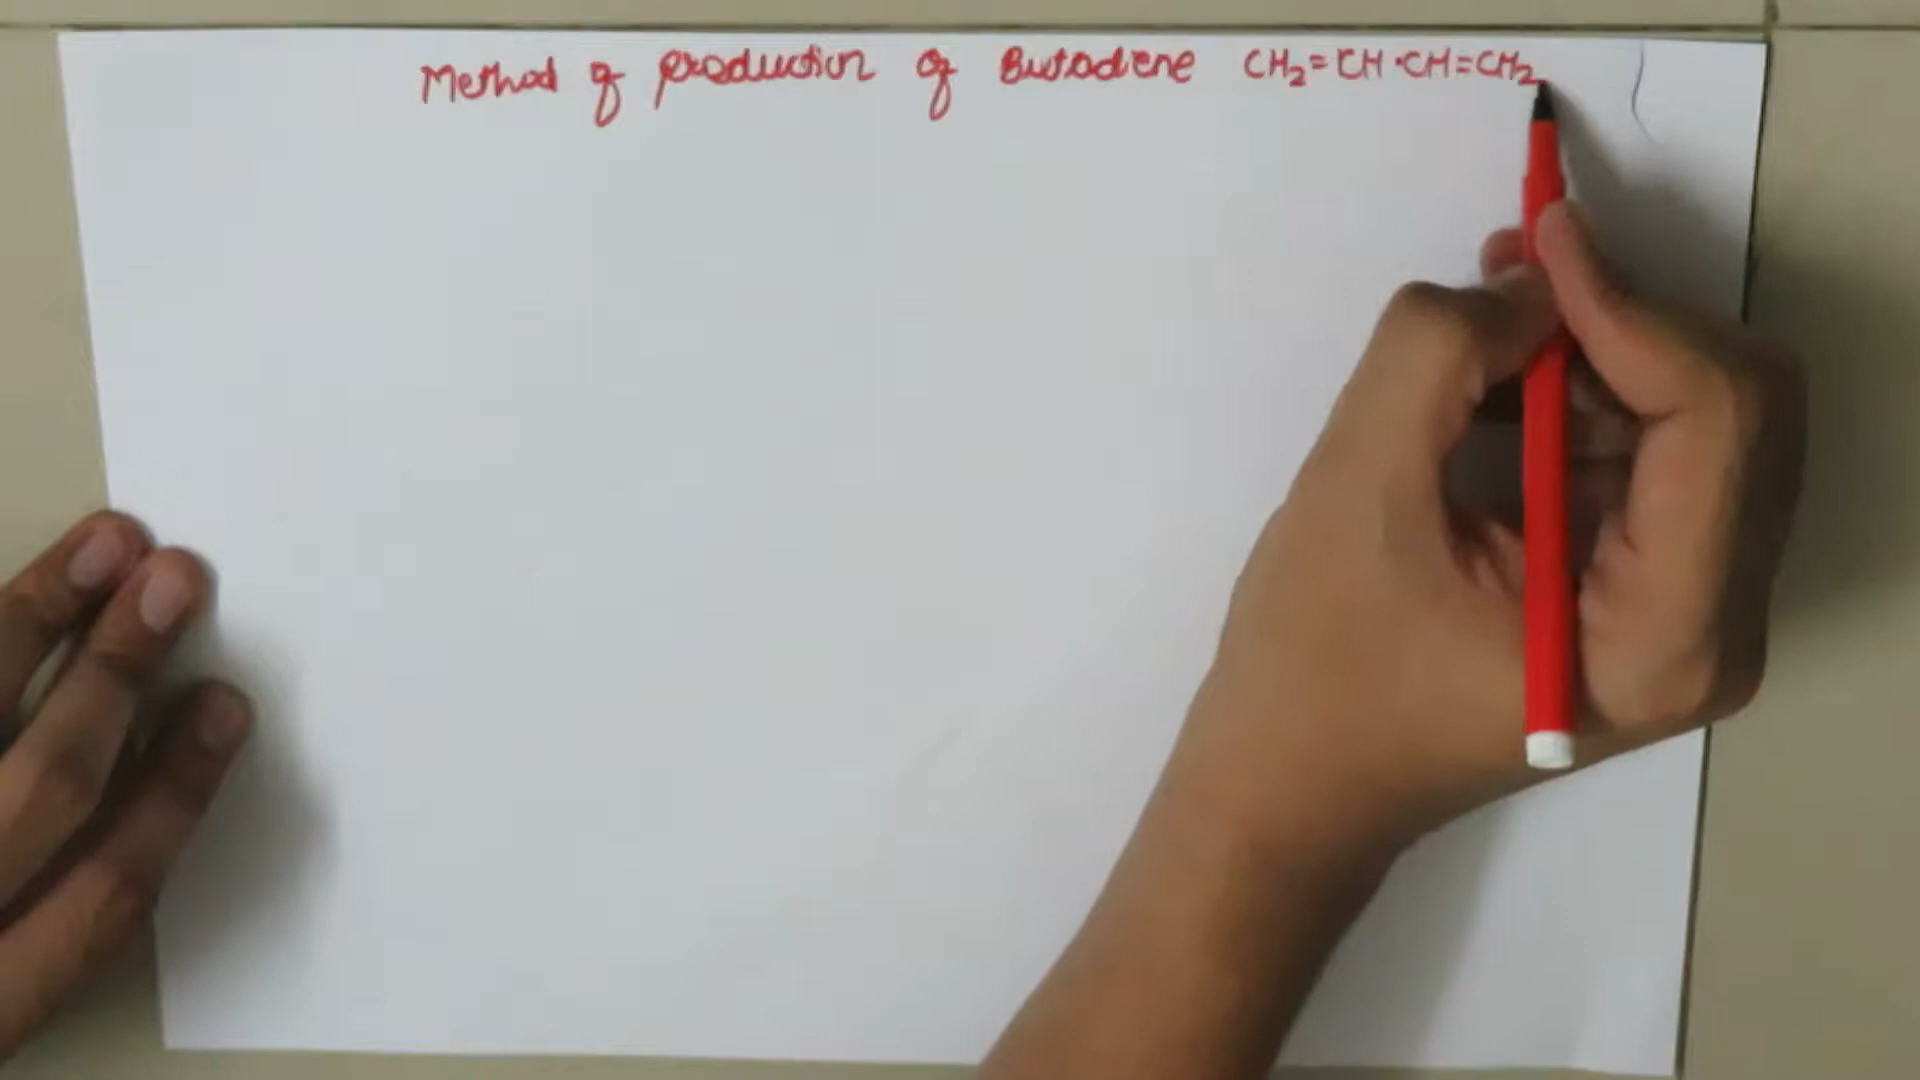 Method of production of Butadiene CH₂=CH·CH=CH₂